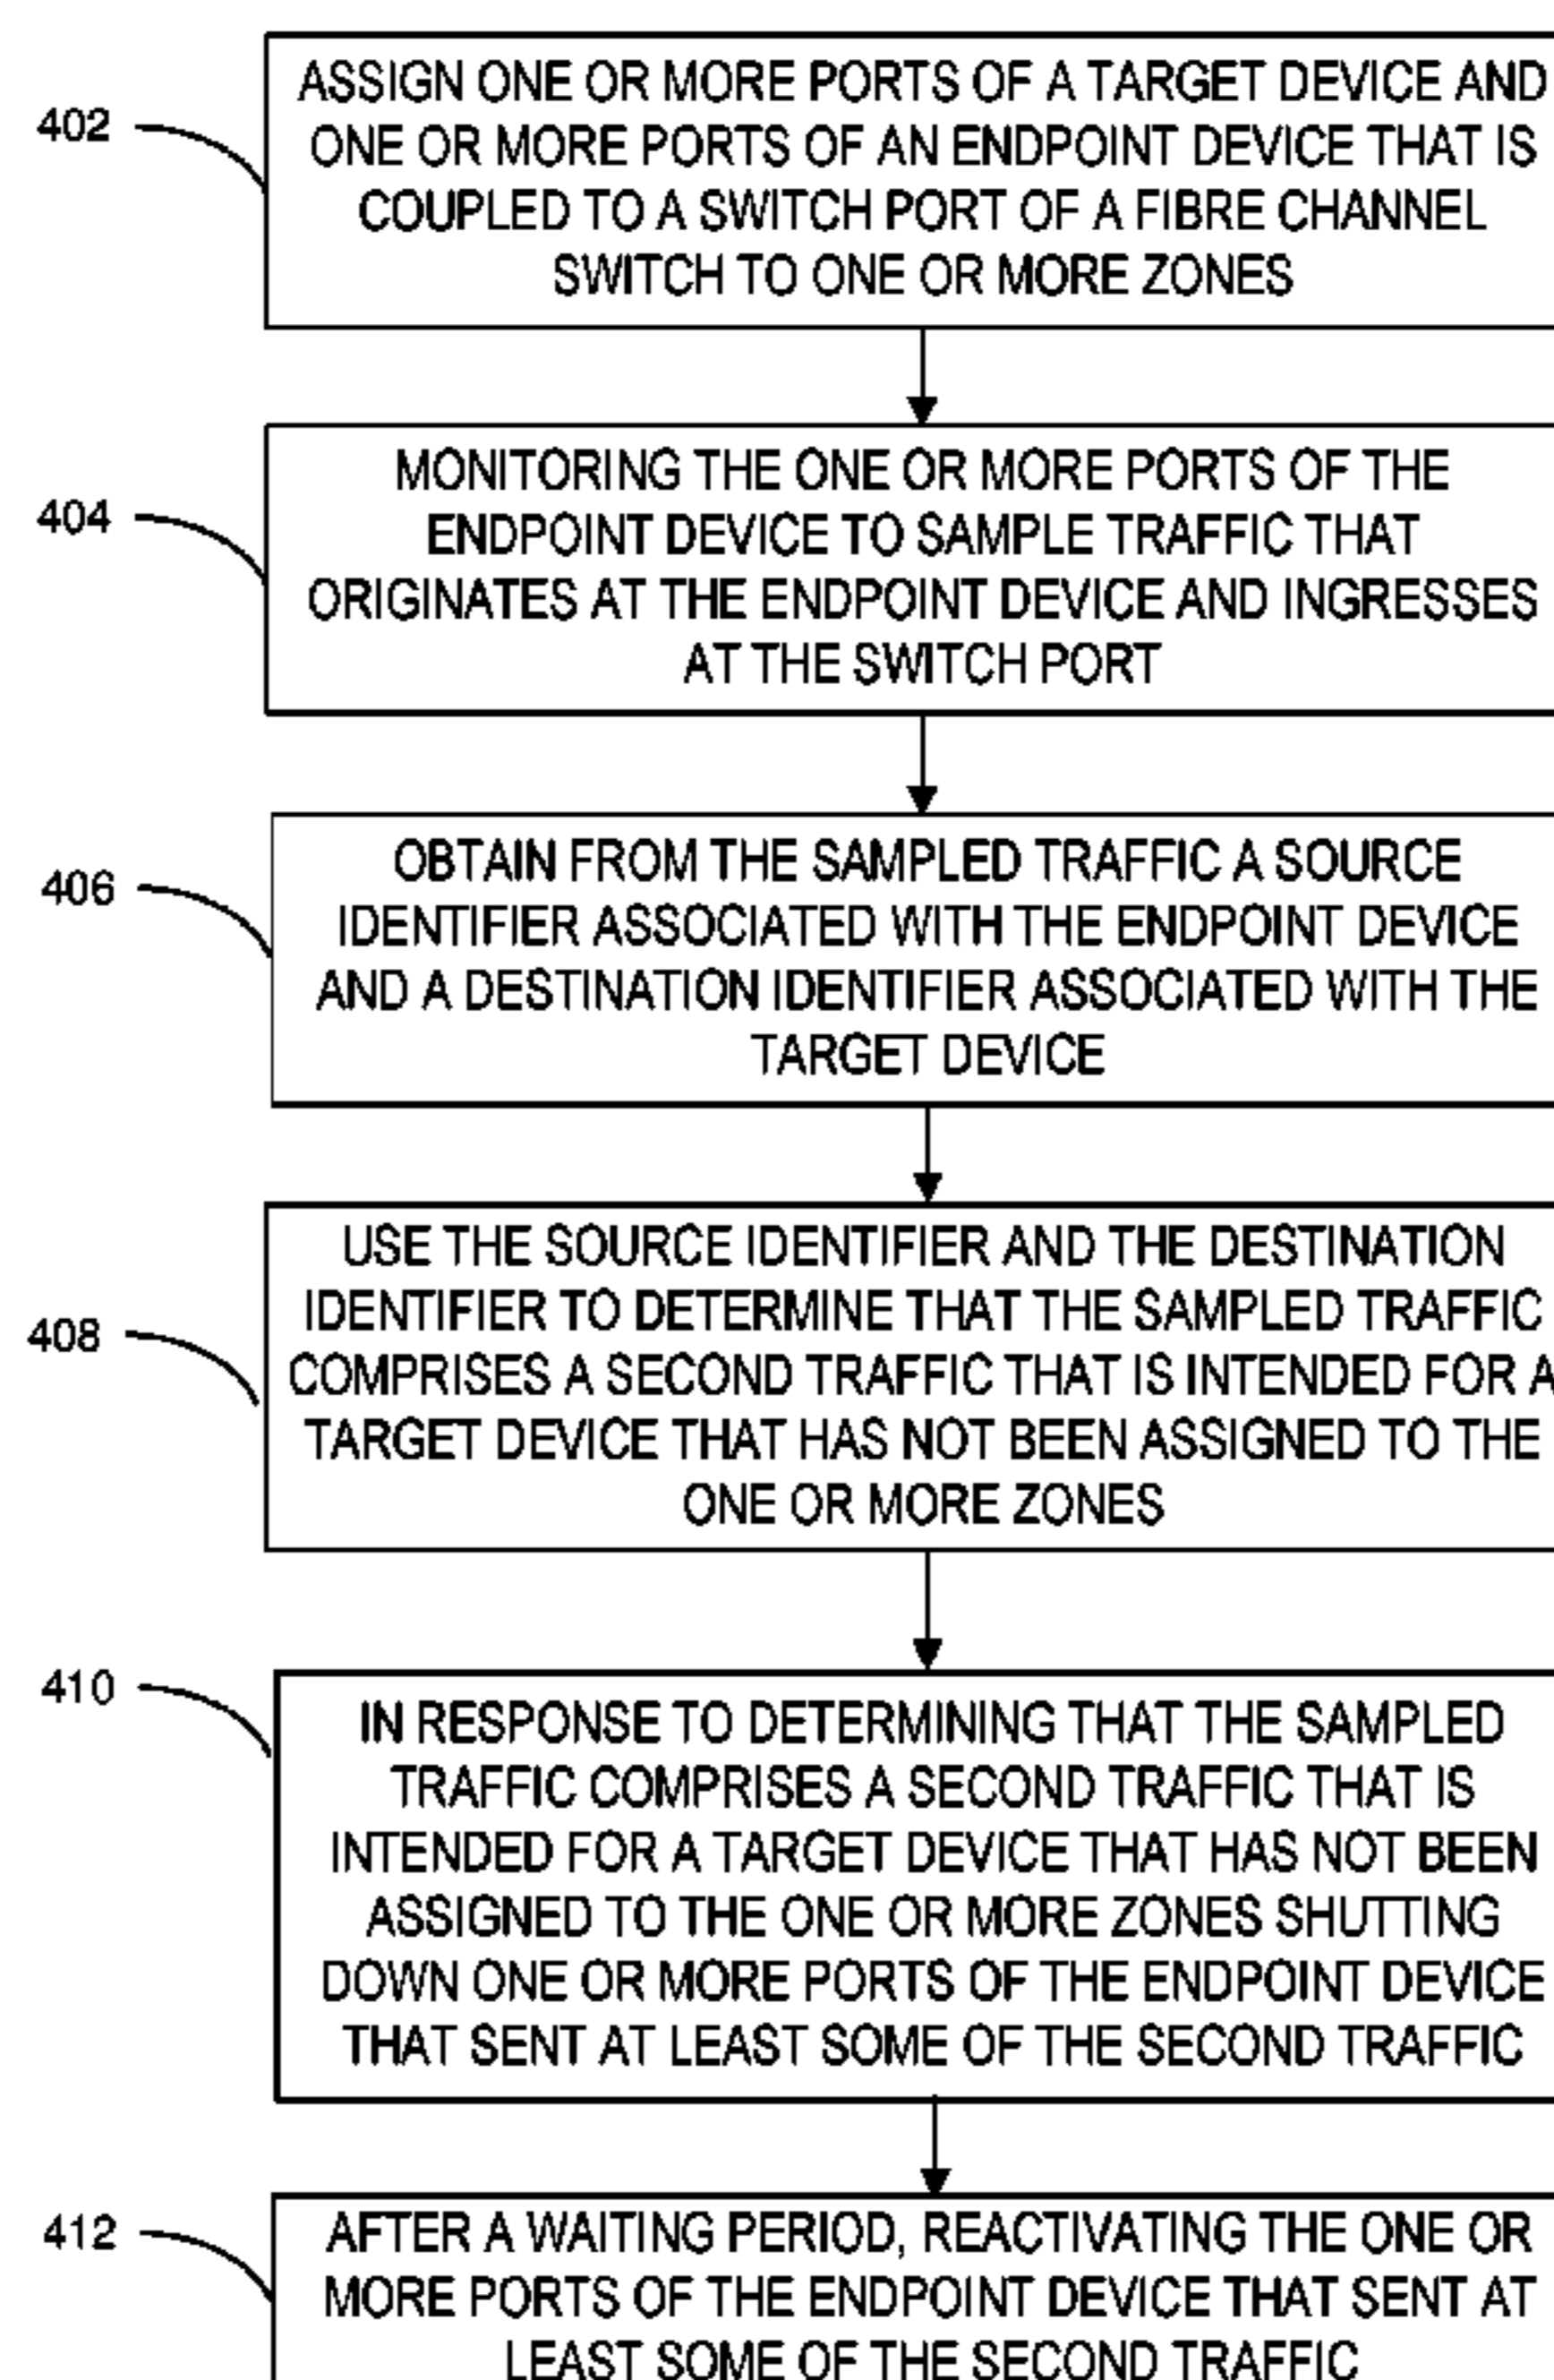 402
ASSIGN ONE OR MORE PORTS OF A TARGET DEVICE AND
ONE OR MORE PORTS OF AN ENDPOINT DEVICE THAT IS
COUPLED TO A SWITCH PORT OF A FIBRE CHANNEL
SWITCH TO ONE OR MORE ZONES
404
MONITORING THE ONE OR MORE PORTS OF THE
ENDPOINT DEVICE TO SAMPLE TRAFFIC THAT
ORIGINATES AT THE ENDPOINT DEVICE AND INGRESSES
AT THE SWITCH PORT
406
OBTAIN FROM THE SAMPLED TRAFFIC A SOURCE
IDENTIFIER ASSOCIATED WITH THE ENDPOINT DEVICE
AND A DESTINATION IDENTIFIER ASSOCIATED WITH THE
TARGET DEVICE
408
USE THE SOURCE IDENTIFIER AND THE DESTINATION
IDENTIFIER TO DETERMINE THAT THE SAMPLED TRAFFIC
COMPRISES A SECOND TRAFFIC THAT IS INTENDED FOR A
TARGET DEVICE THAT HAS NOT BEEN ASSIGNED TO THE
ONE OR MORE ZONES
410
IN RESPONSE TO DETERMINING THAT THE SAMPLED
TRAFFIC COMPRISES A SECOND TRAFFIC THAT IS
INTENDED FOR A TARGET DEVICE THAT HAS NOT BEEN
ASSIGNED TO THE ONE OR MORE ZONES SHUTTING
DOWN ONE OR MORE PORTS OF THE ENDPOINT DEVICE
THAT SENT AT LEAST SOME OF THE SECOND TRAFFIC
412
AFTER A WAITING PERIOD, REACTIVATING THE ONE OR
MORE PORTS OF THE ENDPOINT DEVICE THAT SENT AT
LEAST SOME OF THE SECOND TRAFFIC